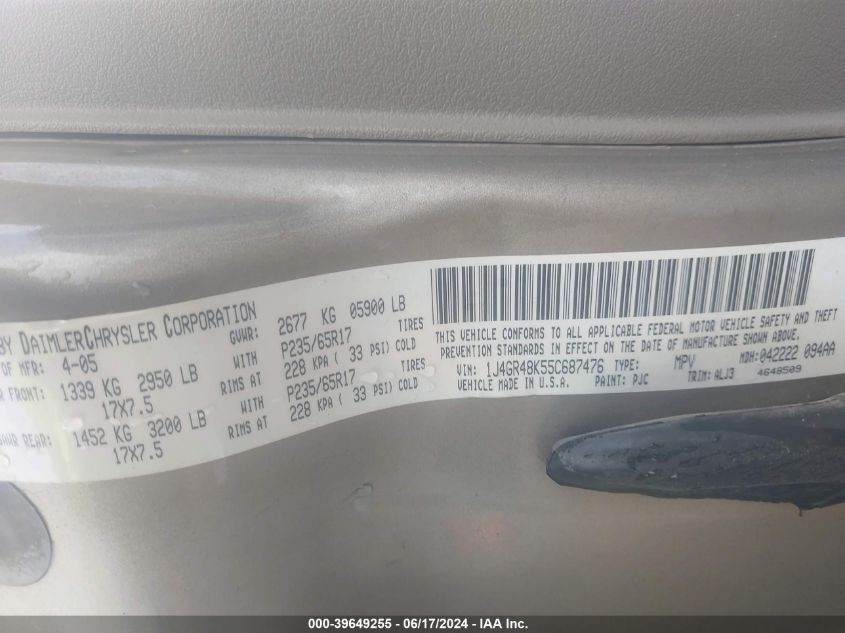 BY DAIMLERCHRYSLER CORPORATION
OF MFR: 4-05 GVWR: 2677 KG 05900 LB
FRONT: 1339 KG 2950 LB WITH P235/65R17 TIRES
17X7.5 RIMS AT 228 KPA ( 33 PSI) COLD
REAR: 1452 KG 3200 LB WITH P235/65R17 TIRES
17X7.5 RIMS AT 228 KPA ( 33 PSI) COLD
THIS VEHICLE CONFORMS TO ALL APPLICABLE FEDERAL MOTOR VEHICLE SAFETY AND THEFT
PREVENTION STANDARDS IN EFFECT ON THE DATE OF MANUFACTURE SHOWN ABOVE.
VIN: 1J4GR48K55C687476 TYPE: MPV MDH: 042222 094AA
VEHICLE MADE IN U.S.A. PAINT: PJC TRIM: ALJ3 4648509
000-39649255 - 06/17/2024 - IAA Inc.